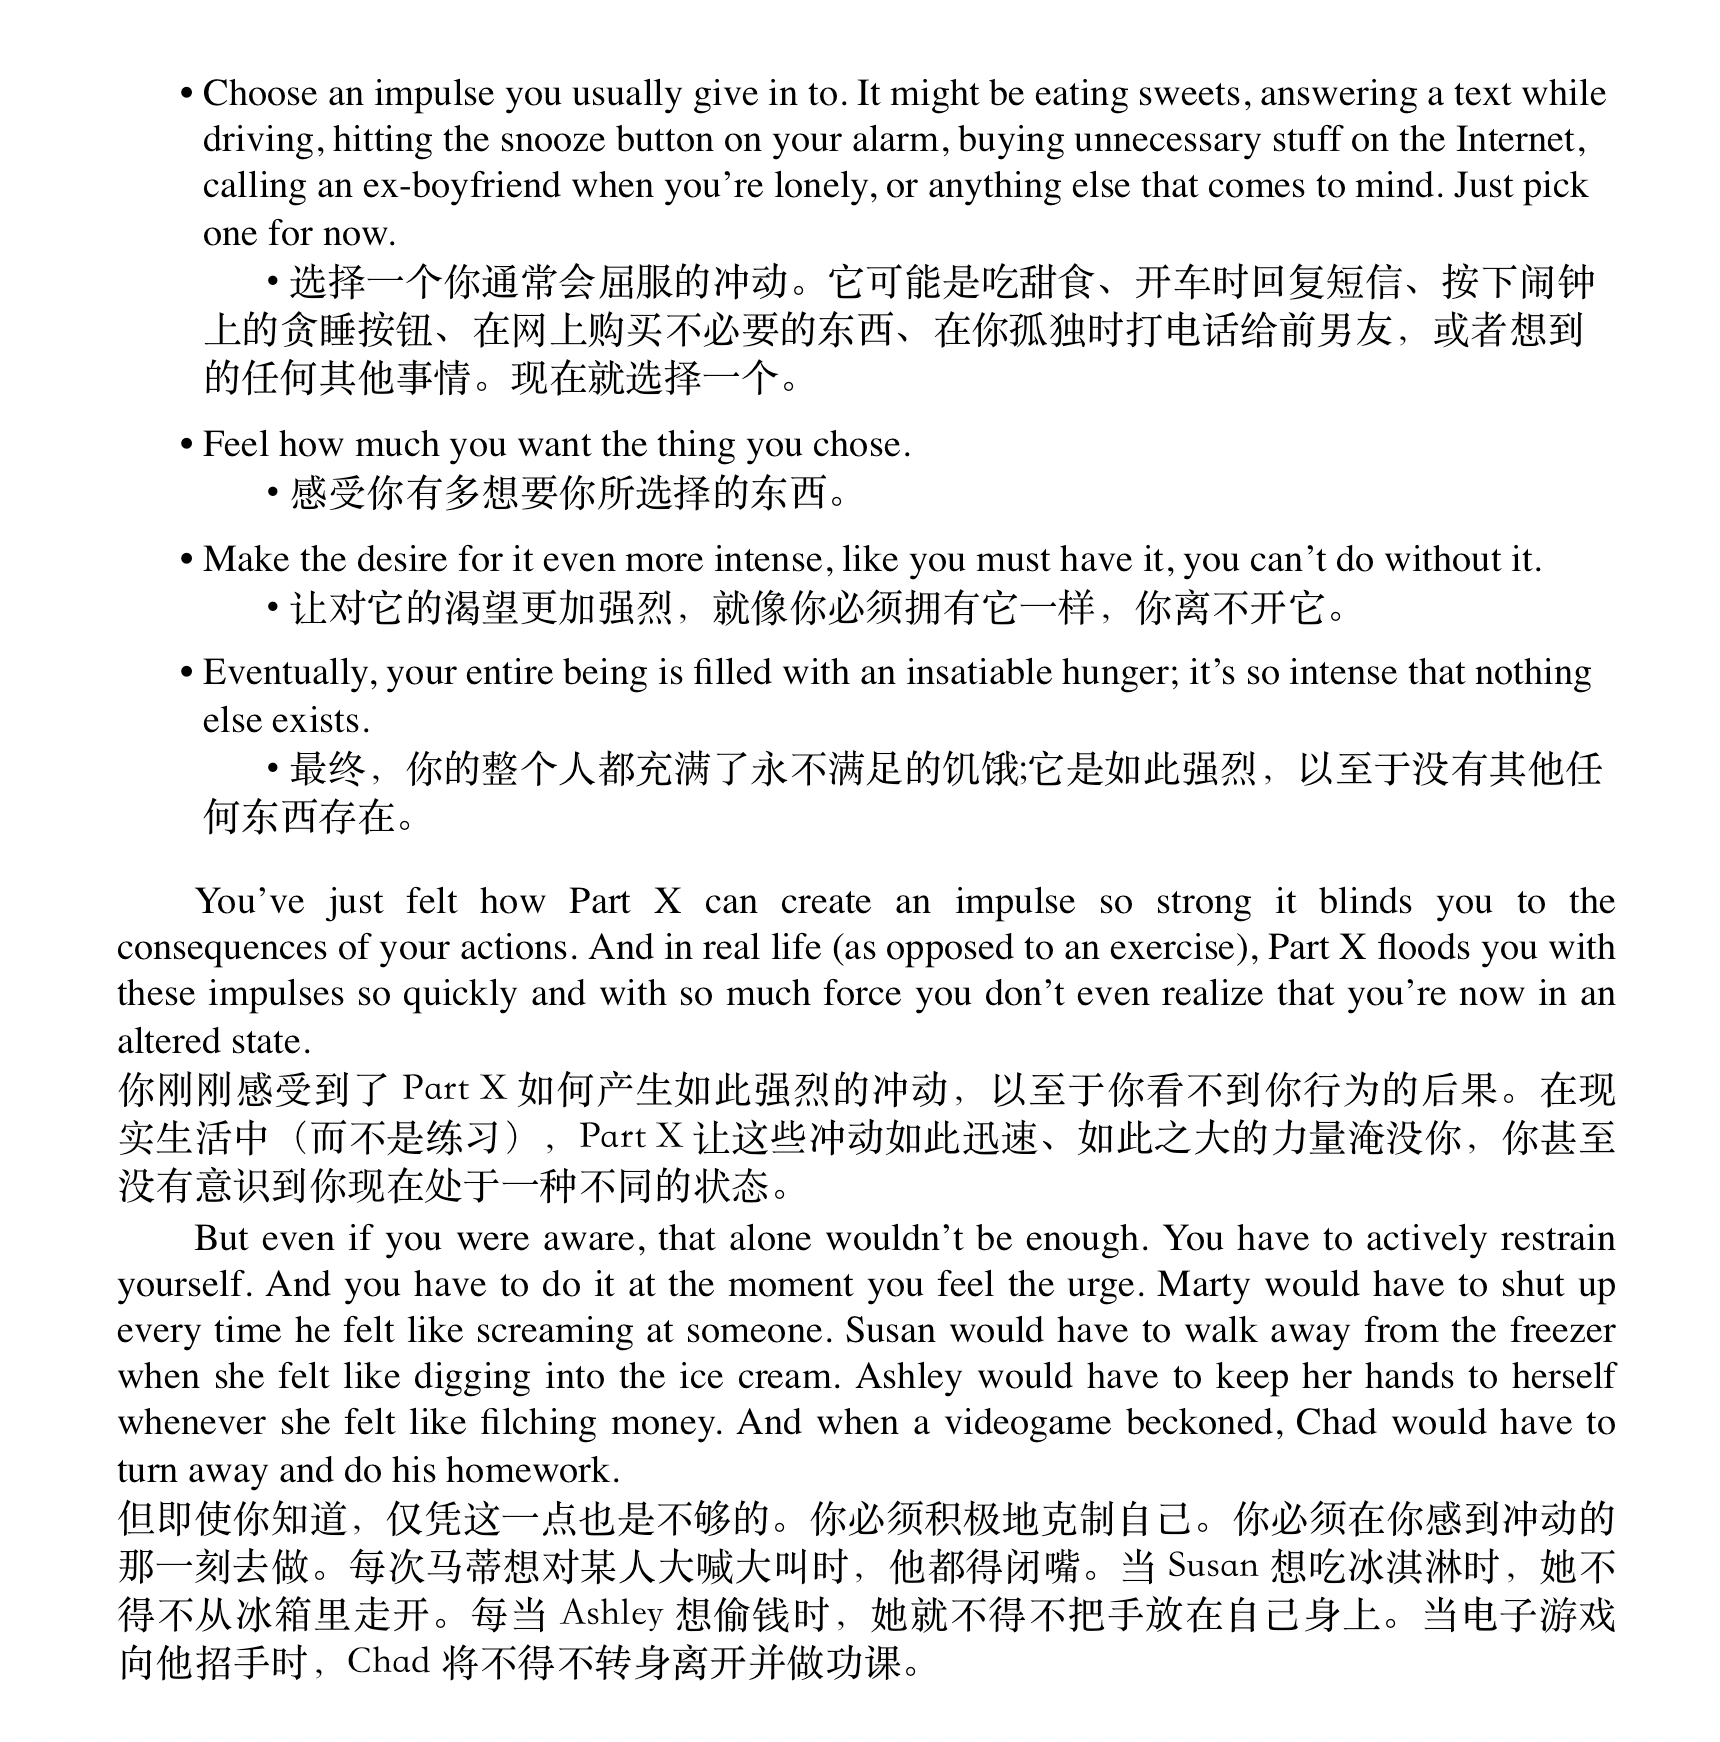 • Choose an impulse you usually give in to. It might be eating sweets, answering a text while
driving, hitting the snooze button on your alarm, buying unnecessary stuff on the Internet,
calling an ex-boyfriend when you’re lonely, or anything else that comes to mind. Just pick
one for now.
• 选择一个你通常会屈服的冲动。它可能是吃甜食、开车时回复短信、按下闹钟
上的贪睡按钮、在网上购买不必要的东西、在你孤独时打电话给前男友，或者想到
的任何其他事情。现在就选择一个。
• Feel how much you want the thing you chose.
• 感受你有多想要你所选择的东西。
• Make the desire for it even more intense, like you must have it, you can’t do without it.
• 让对它的渴望更加强烈，就像你必须拥有它一样，你离不开它。
• Eventually, your entire being is filled with an insatiable hunger; it’s so intense that nothing
else exists.
• 最终，你的整个人都充满了永不满足的饥饿;它是如此强烈，以至于没有其他任
何东西存在。
You’ve just felt how Part X can create an impulse so strong it blinds you to the
consequences of your actions. And in real life (as opposed to an exercise), Part X floods you with
these impulses so quickly and with so much force you don’t even realize that you’re now in an
altered state.
你刚刚感受到了 Part X 如何产生如此强烈的冲动，以至于你看不到你行为的后果。在现
实生活中（而不是练习），Part X 让这些冲动如此迅速、如此之大的力量淹没你，你甚至
没有意识到你现在处于一种不同的状态。
But even if you were aware, that alone wouldn’t be enough. You have to actively restrain
yourself. And you have to do it at the moment you feel the urge. Marty would have to shut up
every time he felt like screaming at someone. Susan would have to walk away from the freezer
when she felt like digging into the ice cream. Ashley would have to keep her hands to herself
whenever she felt like filching money. And when a videogame beckoned, Chad would have to
turn away and do his homework.
但即使你知道，仅凭这一点也是不够的。你必须积极地克制自己。你必须在你感到冲动的
那一刻去做。每次马蒂想对某人大喊大叫时，他都得闭嘴。当 Susan 想吃冰淇淋时，她不
得不从冰箱里走开。每当 Ashley 想偷钱时，她就不得不把手放在自己身上。当电子游戏
向他招手时，Chad 将不得不转身离开并做功课。